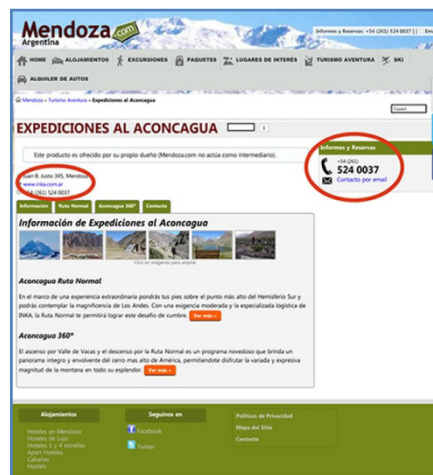 Mendoza.com
Argentina
Informes y Reservas: +54 (261) 524 0037 ||
HOME ALOJAMIENTOS EXCURSIONES PAQUETES LUGARES DE INTERÉS TURISMO AVENTURA SKI
ALQUILER DE AUTOS
Mendoza » Turismo Aventura » Expediciones al Aconcagua
Español
EXPEDICIONES AL ACONCAGUA
Este producto es ofrecido por su propio dueño (Mendoza.com no actúa como intermediario).
Informes y Reservas
+54 (261)
524 0037
Contacto por email
Juan B. Justo 345, Mendoza
www.inka.com.ar
(261) 524 0037
Información Ruta Normal Aconcagua 360º Contacto
Información de Expediciones al Aconcagua
Click en imágenes para ampliar
Aconcagua Ruta Normal
En el marco de una experiencia extraordinaria pondrás tus pies sobre el punto más alto del Hemisferio Sur y
podrás contemplar la magnificencia de Los Andes. Con una exigencia moderada y la especializada logística de
INKA, la Ruta Normal te permitirá lograr este desafío de cumbre. Ver más »
Aconcagua 360º
El ascenso por Valle de Vacas y el descenso por la Ruta Normal es un programa novedoso que brinda un
panorama íntegro y envolvente del cerro mas alto de América, permitiéndote disfrutar la variada y expresiva
magnitud de la montana en todo su esplendor. Ver más »
Alojamientos
Hoteles en Mendoza
Hoteles de Lujo
Hoteles 3 y 4 estrellas
Apart Hoteles
Cabañas
Hostels
Seguinos en
Facebook
Twitter
Políticas de Privacidad
Mapa del Sitio
Contacto